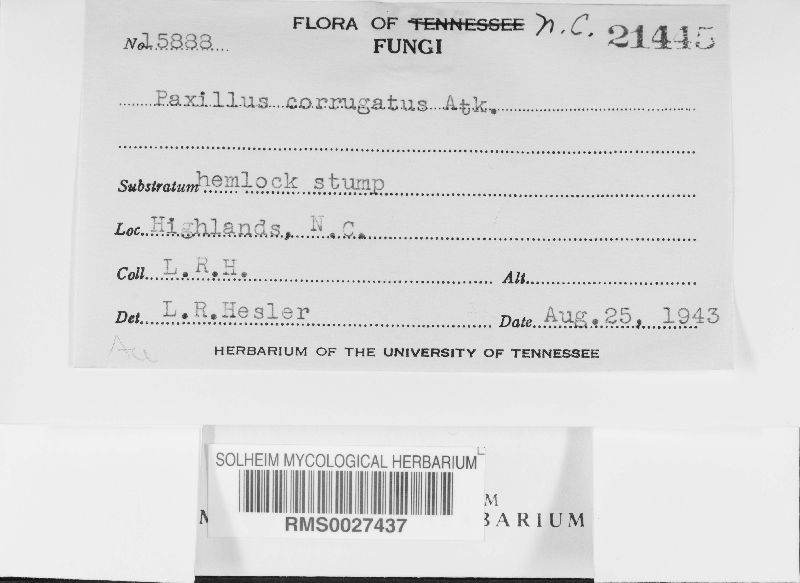 FLORA OF TENNESSEE N.C. 21445
No. 15888
FUNGI
Paxillus corrugatus Atk.
Substratum hemlock stump
Loc. Highlands, N.C.
Coll. L.R.H. Alt.
Det. L.R.Hesler Date Aug.25, 1943
HERBARIUM OF THE UNIVERSITY OF TENNESSEE
SOLHEIM MYCOLOGICAL HERBARIUM
RMS0027437